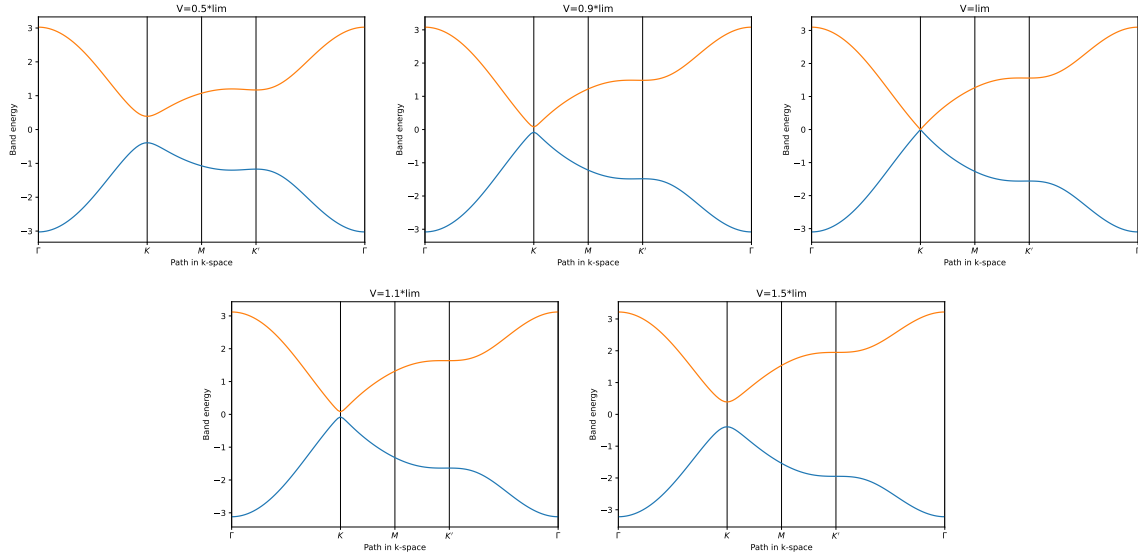 V=0.5*lim
Band energy
3
2
1
0
−1
−2
−3
Γ K M K′ Γ
Path in k-space
V=0.9*lim
Band energy
3
2
1
0
−1
−2
−3
Γ K M K′ Γ
Path in k-space
V=lim
Band energy
3
2
1
0
−1
−2
−3
Γ K M K′ Γ
Path in k-space
V=1.1*lim
Band energy
3
2
1
0
−1
−2
−3
Γ K M K′ Γ
Path in k-space
V=1.5*lim
Band energy
3
2
1
0
−1
−2
−3
Γ K M K′ Γ
Path in k-space